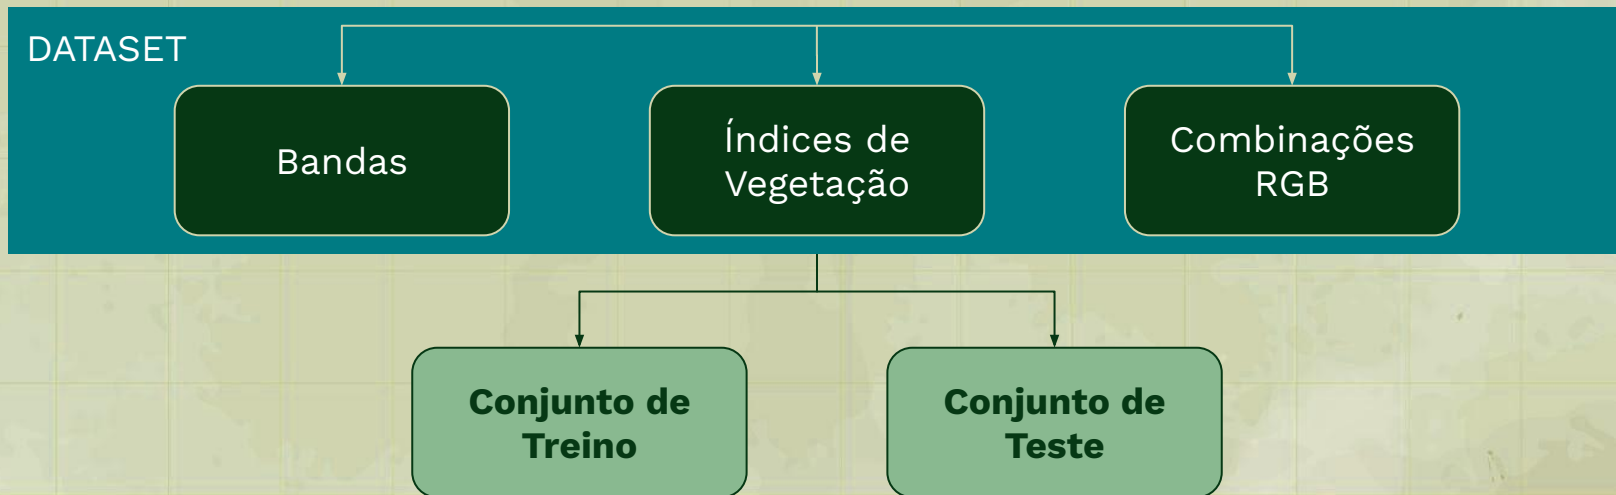 DATASET
Bandas
Índices de
Vegetação
Combinações
RGB
Conjunto de
Treino
Conjunto de
Teste